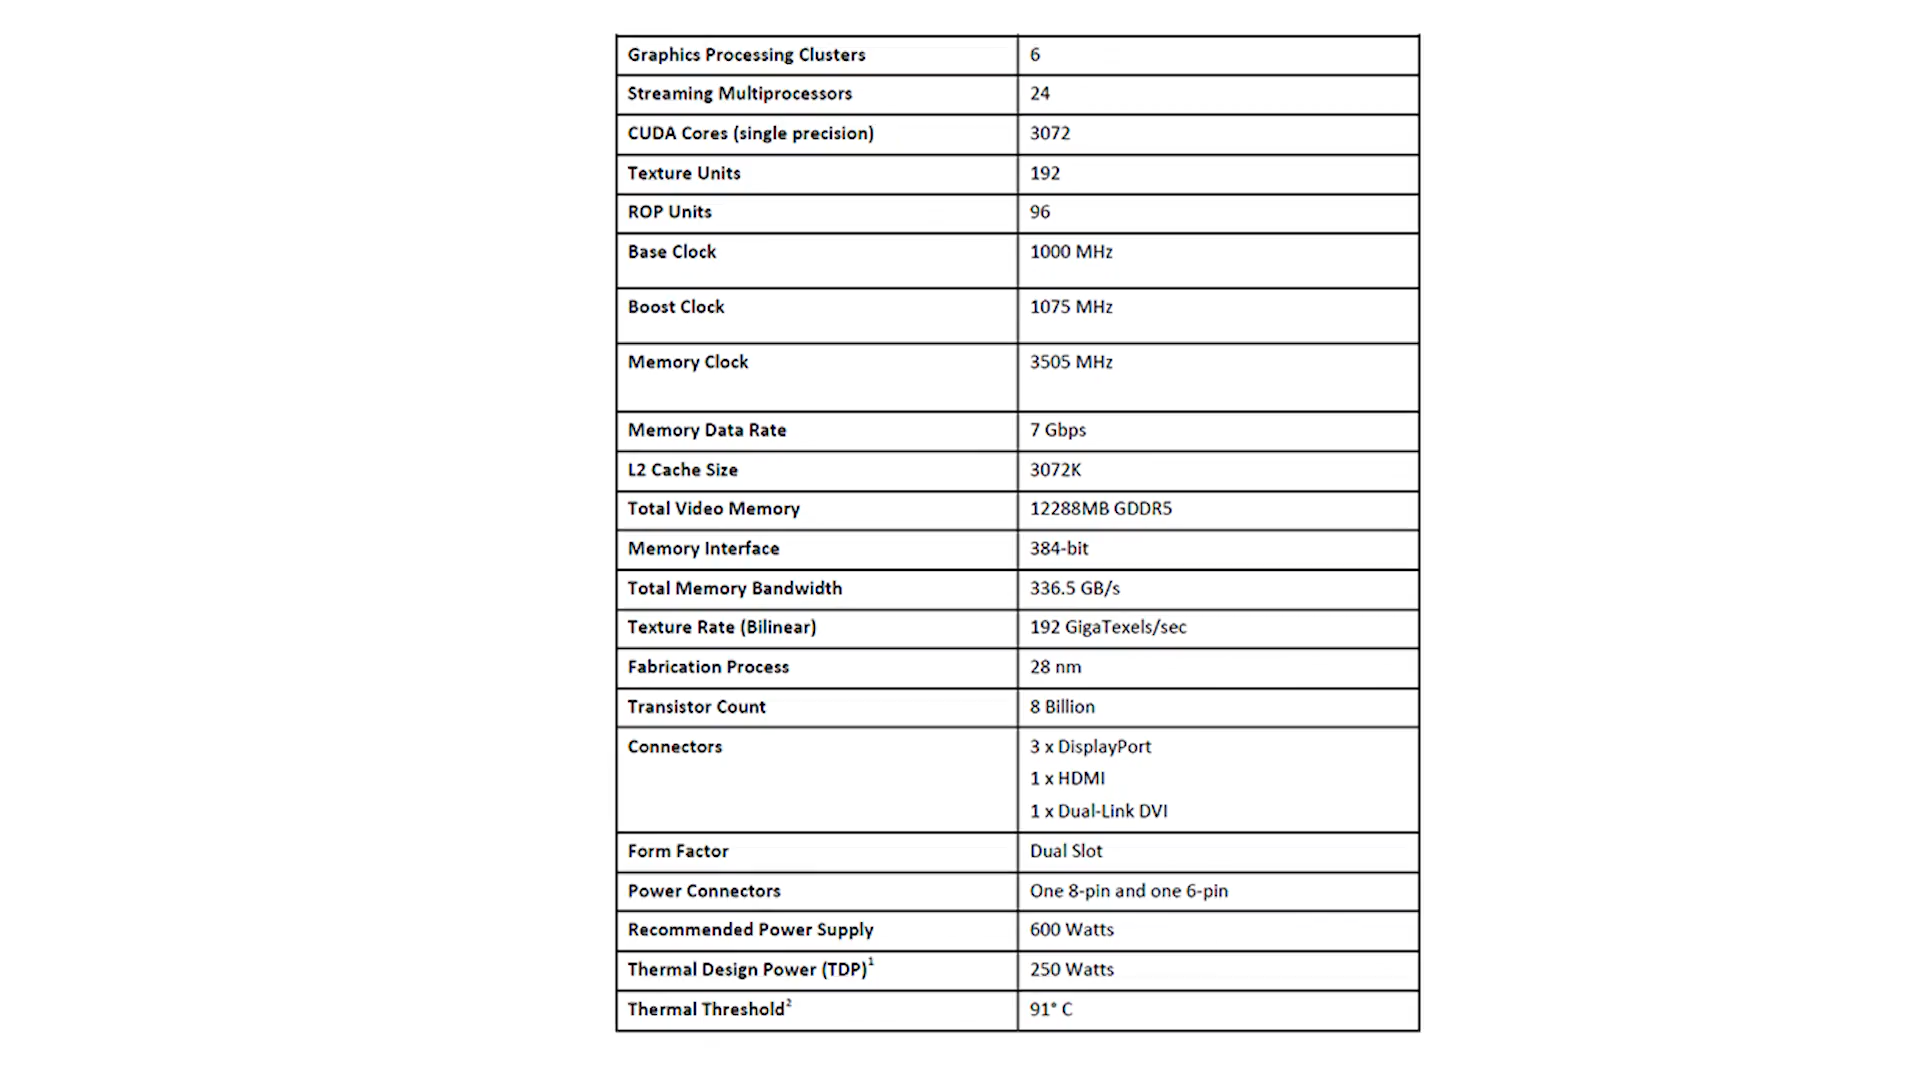 Graphics Processing Clusters 6
Streaming Multiprocessors 24
CUDA Cores (single precision) 3072
Texture Units 192
ROP Units 96
Base Clock 1000 MHz
Boost Clock 1075 MHz
Memory Clock 3505 MHz
Memory Data Rate 7 Gbps
L2 Cache Size 3072K
Total Video Memory 12288MB GDDR5
Memory Interface 384-bit
Total Memory Bandwidth 336.5 GB/s
Texture Rate (Bilinear) 192 GigaTexels/sec
Fabrication Process 28 nm
Transistor Count 8 Billion
Connectors 3 x DisplayPort
1 x HDMI
1 x Dual-Link DVI
Form Factor Dual Slot
Power Connectors One 8-pin and one 6-pin
Recommended Power Supply 600 Watts
Thermal Design Power (TDP)¹ 250 Watts
Thermal Threshold² 91° C